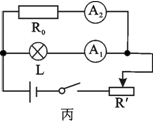 R₀ A₂
L A₁
R′
丙